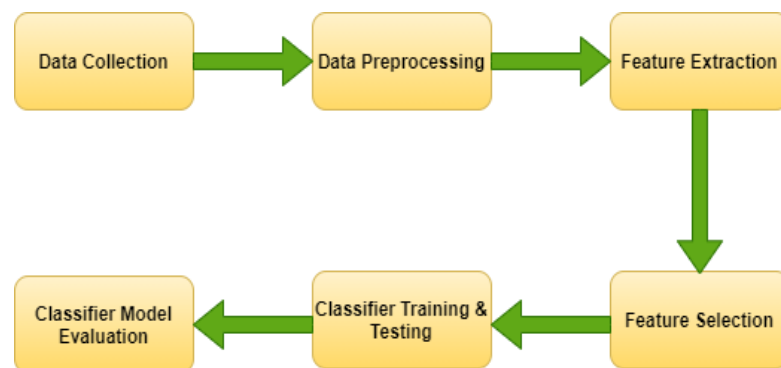 Data Collection
Data Preprocessing
Feature Extraction
Feature Selection
Classifier Training &
Testing
Classifier Model
Evaluation